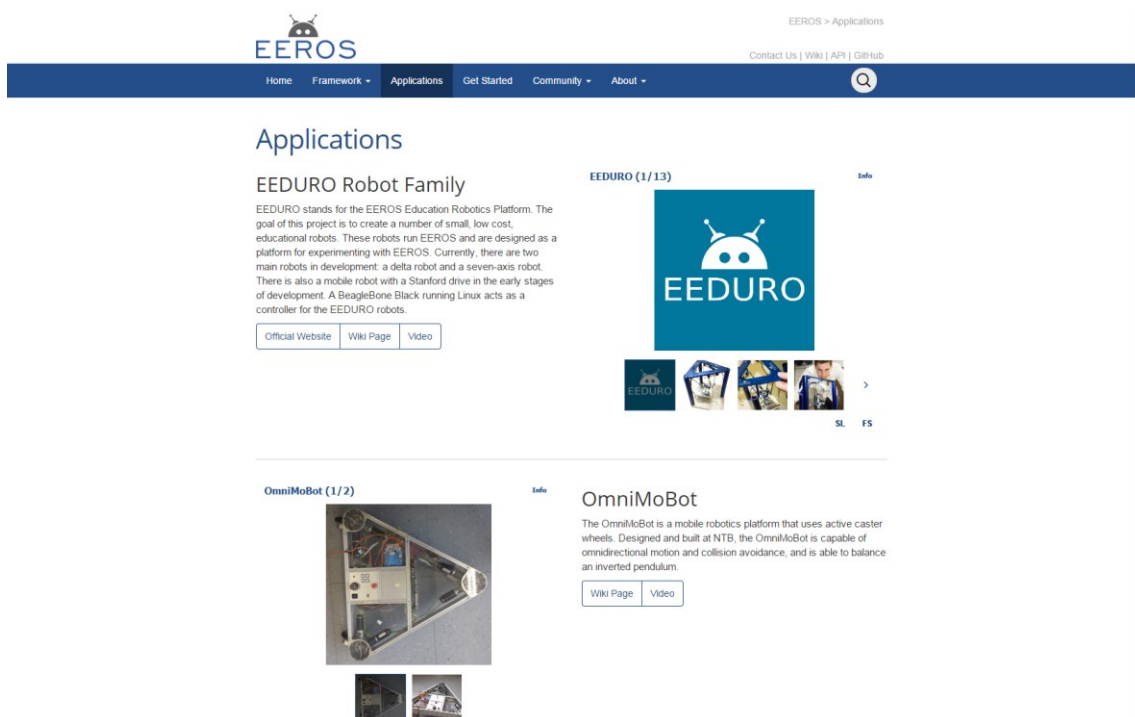 EEROS
EEROS > Applications
Contact Us | Wiki | API | GitHub
Home Framework Applications Get Started Community About
Applications
EEDURO Robot Family
EEDURO stands for the EEROS Education Robotics Platform. The
goal of this project is to create a number of small, low cost,
educational robots. These robots run EEROS and are designed as a
platform for experimenting with EEROS. Currently, there are two
main robots in development: a delta robot and a seven-axis robot.
There is also a mobile robot with a Stanford drive in the early stages
of development. A BeagleBone Black running Linux acts as a
controller for the EEDURO robots.
Official Website Wiki Page Video
EEDURO (1/13) Info
EEDURO
EEDURO
SL FS
OmniMoBot (1/2) Info
OmniMoBot
The OmniMoBot is a mobile robotics platform that uses active caster
wheels. Designed and built at NTB, the OmniMoBot is capable of
omnidirectional motion and collision avoidance, and is able to balance
an inverted pendulum.
Wiki Page Video